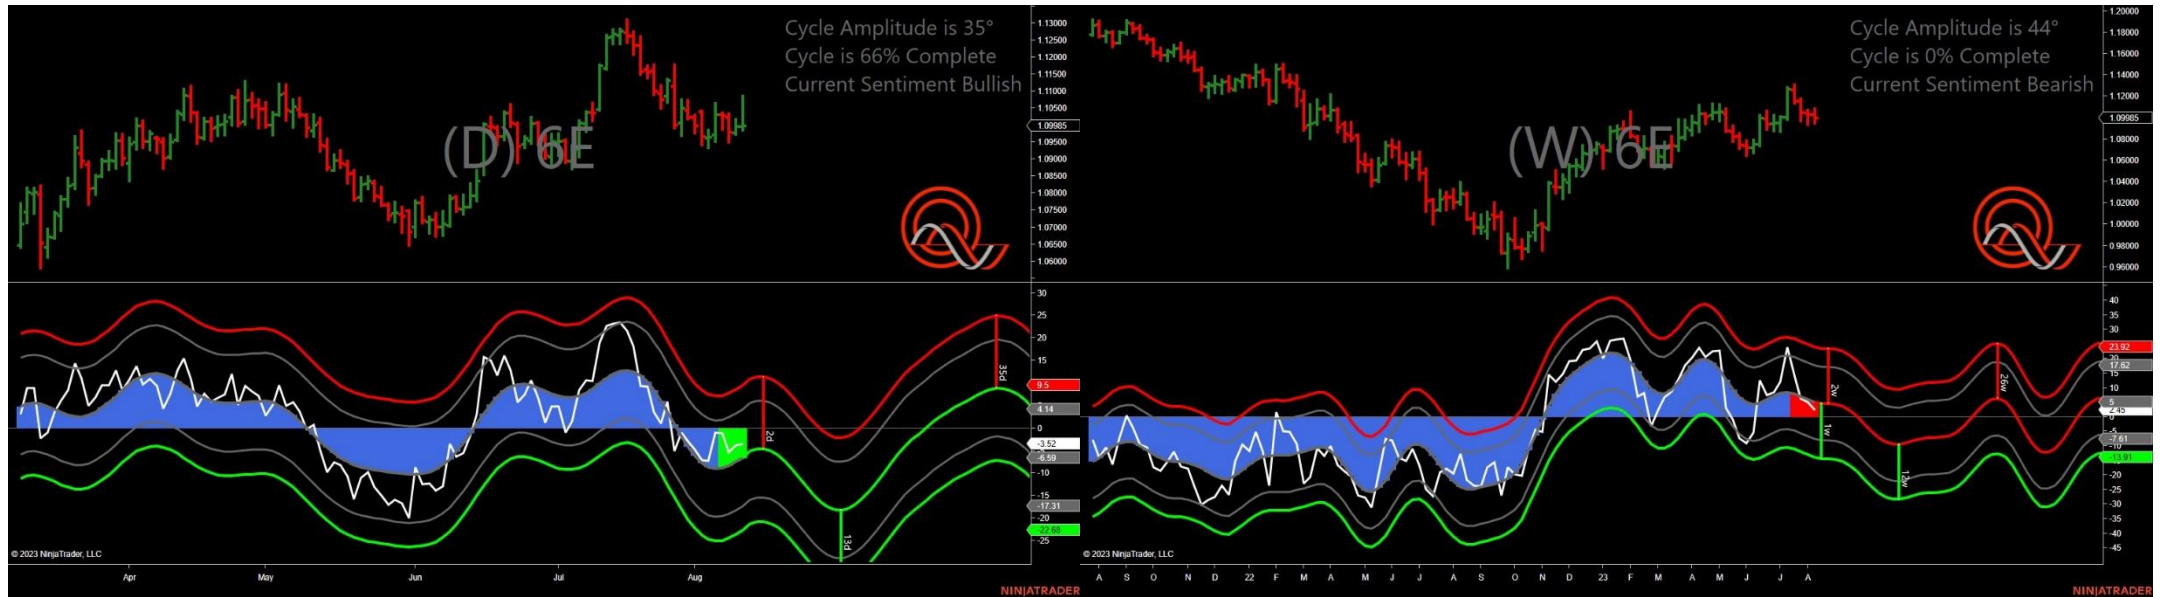 Cycle Amplitude is 35°
Cycle is 66% Complete
Current Sentiment Bullish
(D) 6E
1.13000
1.12500
1.12000
1.11500
1.11000
1.10500
1.09985
1.09500
1.09000
1.08500
1.08000
1.07500
1.07000
1.06500
1.06000
30
25
20
15
9.5
4.14
0
-3.52
-6.59
-10
-15
-17.31
-20
-22.68
-25
2d
13d
35d
© 2023 NinjaTrader, LLC
Apr
May
Jun
Jul
Aug
NINJATRADER
Cycle Amplitude is 44°
Cycle is 0% Complete
Current Sentiment Bearish
(W) 6E
1.20000
1.18000
1.16000
1.14000
1.12000
1.09985
1.08000
1.06000
1.04000
1.02000
1.00000
0.98000
0.96000
40
35
30
23.92
20
17.62
15
10
5
2.45
-5
-7.61
-10
-13.91
-20
-25
-30
-35
-40
-45
2w
1w
12w
26w
© 2023 NinjaTrader, LLC
A S O N D 22 F M A M J J A S O N D 23 F M A M J J A
NINJATRADER